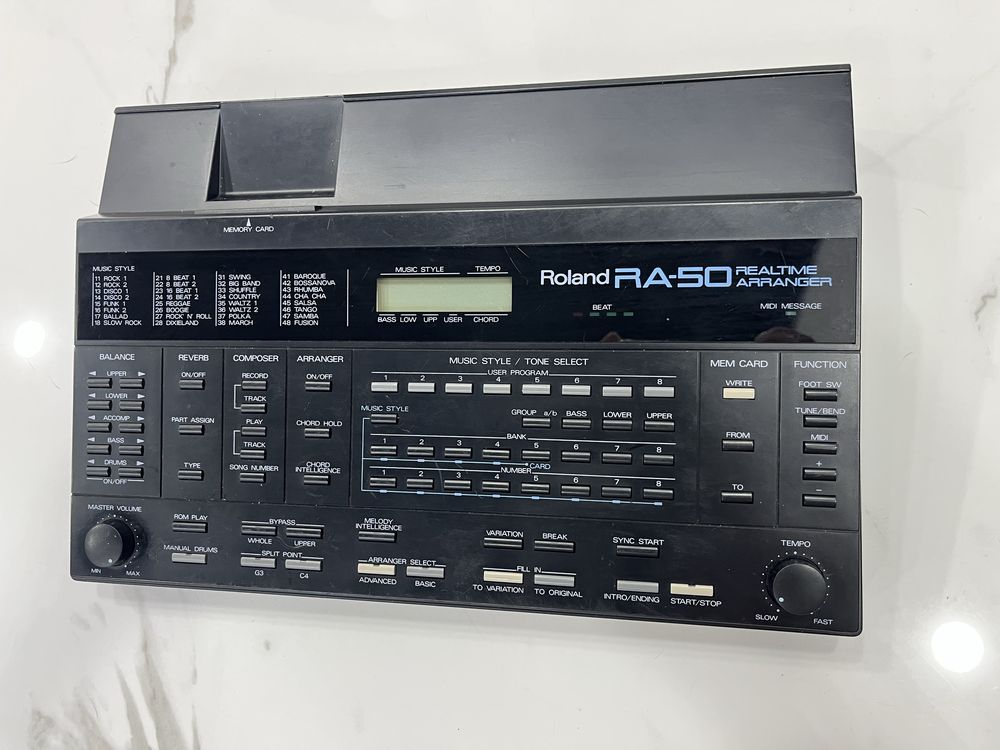 MEMORY CARD
MUSIC STYLE
11 ROCK 1
12 ROCK 2
13 DISCO 1
14 DISCO 2
15 FUNK 1
16 FUNK 2
17 BALLAD
18 SLOW ROCK
21 8 BEAT 1
22 8 BEAT 2
23 16 BEAT 1
24 16 BEAT 2
25 REGGAE
26 BOOGIE
27 ROCK' N' ROLL
28 DIXIELAND
31 SWING
32 BIG BAND
33 SHUFFLE
34 COUNTRY
35 WALTZ 1
36 WALTZ 2
37 POLKA
38 MARCH
41 BAROQUE
42 BOSSANOVA
43 RHUMBA
44 CHA CHA
45 SALSA
46 TANGO
47 SAMBA
48 FUSION
MUSIC STYLE TEMPO
BASS LOW UPP USER CHORD
Roland RA-50 REALTIME ARRANGER
BEAT
MIDI MESSAGE
BALANCE
UPPER
LOWER
ACCOMP
BASS
DRUMS
ON/OFF
REVERB
ON/OFF
PART ASSIGN
TYPE
COMPOSER
RECORD
TRACK
PLAY
TRACK
SONG NUMBER
ARRANGER
ON/OFF
CHORD HOLD
CHORD INTELLIGENCE
MUSIC STYLE / TONE SELECT
USER PROGRAM
1 2 3 4 5 6 7 8
MUSIC STYLE
GROUP a/b BASS LOWER UPPER
BANK
1 2 3 4 5 6 7 8
CARD
NUMBER
1 2 3 4 5 6 7 8
MEM CARD
WRITE
FROM
TO
FUNCTION
FOOT SW
TUNE/BEND
MIDI
+
-
MASTER VOLUME
MIN MAX
ROM PLAY
MANUAL DRUMS
BYPASS
WHOLE UPPER
SPLIT POINT
G3 C4
MELODY INTELLIGENCE
ARRANGER SELECT
ADVANCED BASIC
VARIATION BREAK
FILL IN
TO VARIATION TO ORIGINAL
SYNC START
INTRO/ENDING START/STOP
TEMPO
SLOW FAST